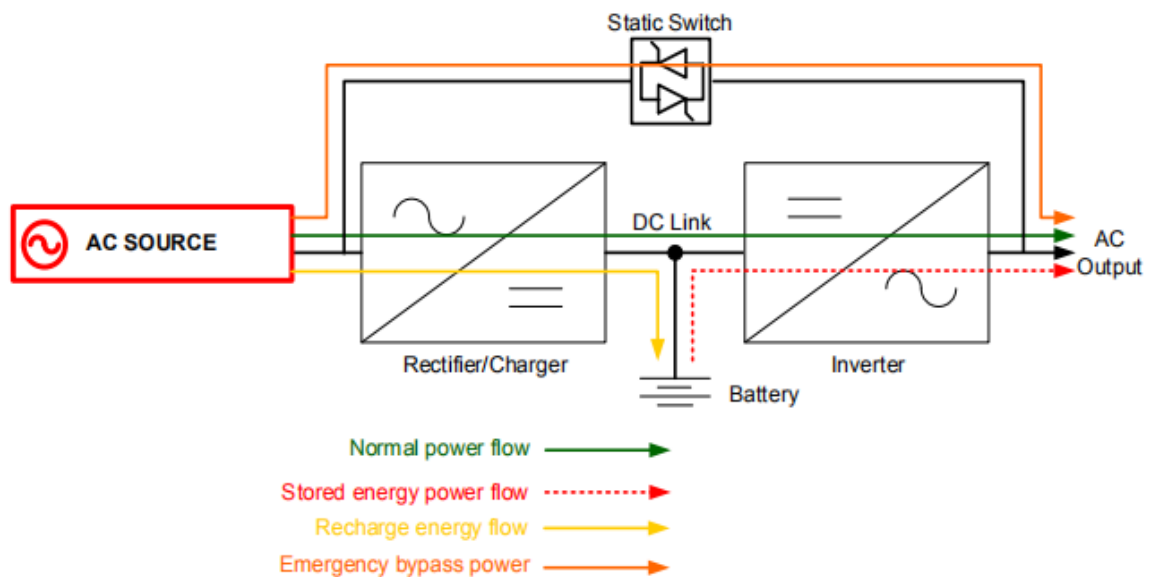 Static Switch
AC SOURCE
DC Link
AC
Output
Rectifier/Charger
Inverter
Battery
Normal power flow
Stored energy power flow
Recharge energy flow
Emergency bypass power